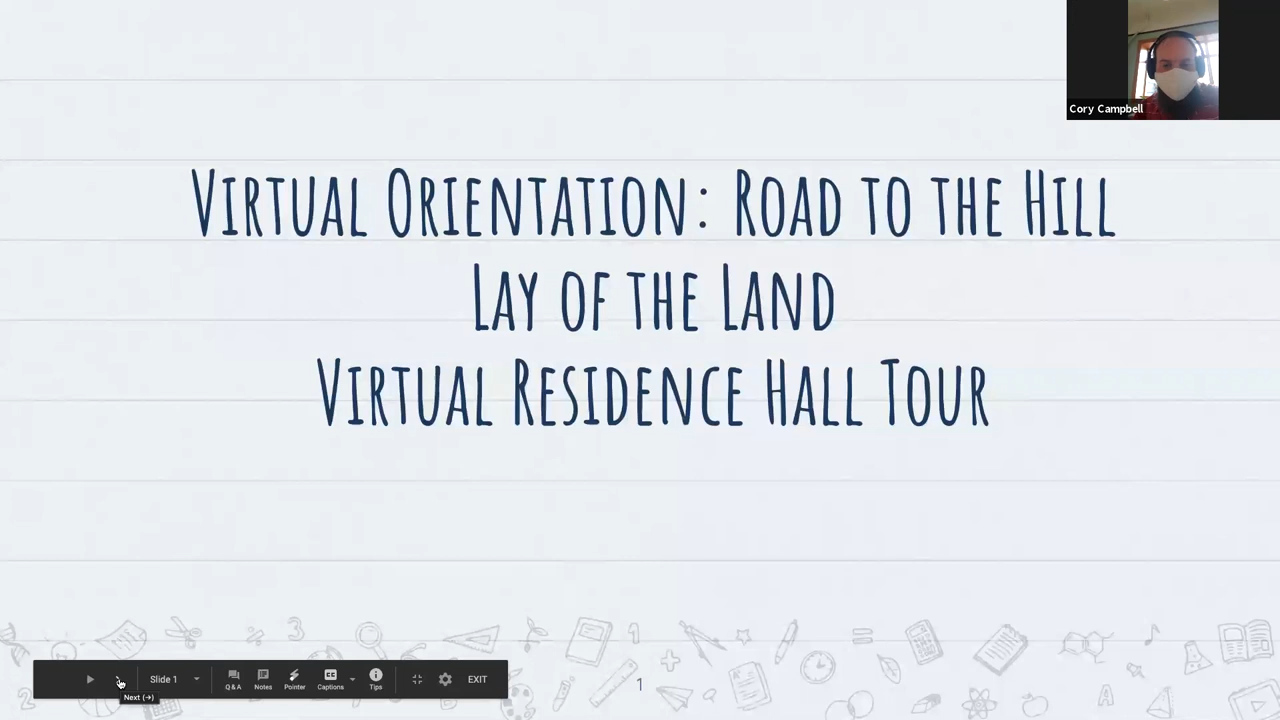 Cory Campbell
Virtual Orientation: Road to the Hill
Lay of the Land
Virtual Residence Hall Tour
Slide 1
Q&A
Notes
Pointer
Captions
Tips
EXIT
Next (→)
1